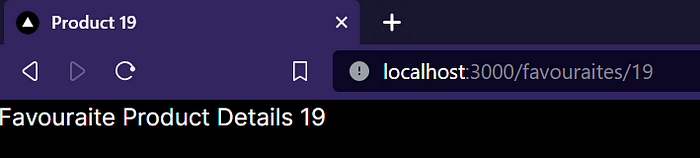 Product 19
localhost:3000/favouraites/19
Favouraite Product Details 19